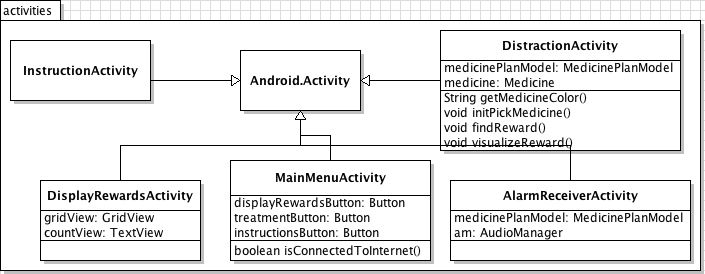 activities
InstructionActivity
Android.Activity
DistractionActivity
medicinePlanModel: MedicinePlanModel
medicine: Medicine
String getMedicineColor()
void initPickMedicine()
void findReward()
void visualizeReward()
DisplayRewardsActivity
gridView: GridView
countView: TextView
MainMenuActivity
displayRewardsButton: Button
treatmentButton: Button
instructionsButton: Button
boolean isConnectedToInternet()
AlarmReceiverActivity
medicinePlanModel: MedicinePlanModel
am: AudioManager